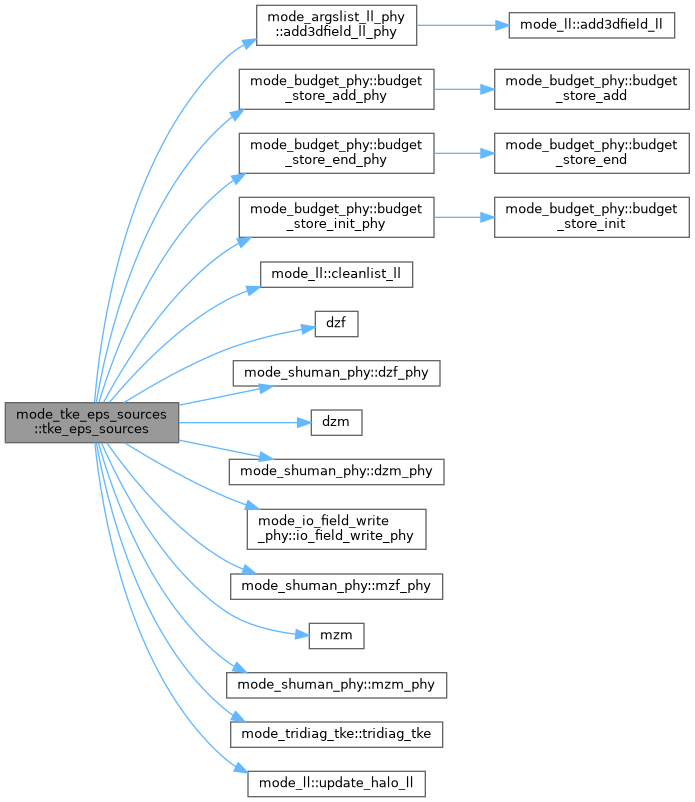 mode_tke_eps_sources
::tke_eps_sources
mode_argslist_ll_phy
::add3dfield_ll_phy
mode_ll::add3dfield_ll
mode_budget_phy::budget
_store_add_phy
mode_budget_phy::budget
_store_add
mode_budget_phy::budget
_store_end_phy
mode_budget_phy::budget
_store_end
mode_budget_phy::budget
_store_init_phy
mode_budget_phy::budget
_store_init
mode_ll::cleanlist_ll
dzf
mode_shuman_phy::dzf_phy
dzm
mode_shuman_phy::dzm_phy
mode_io_field_write
_phy::io_field_write_phy
mode_shuman_phy::mzf_phy
mzm
mode_shuman_phy::mzm_phy
mode_tridiag_tke::tridiag_tke
mode_ll::update_halo_ll